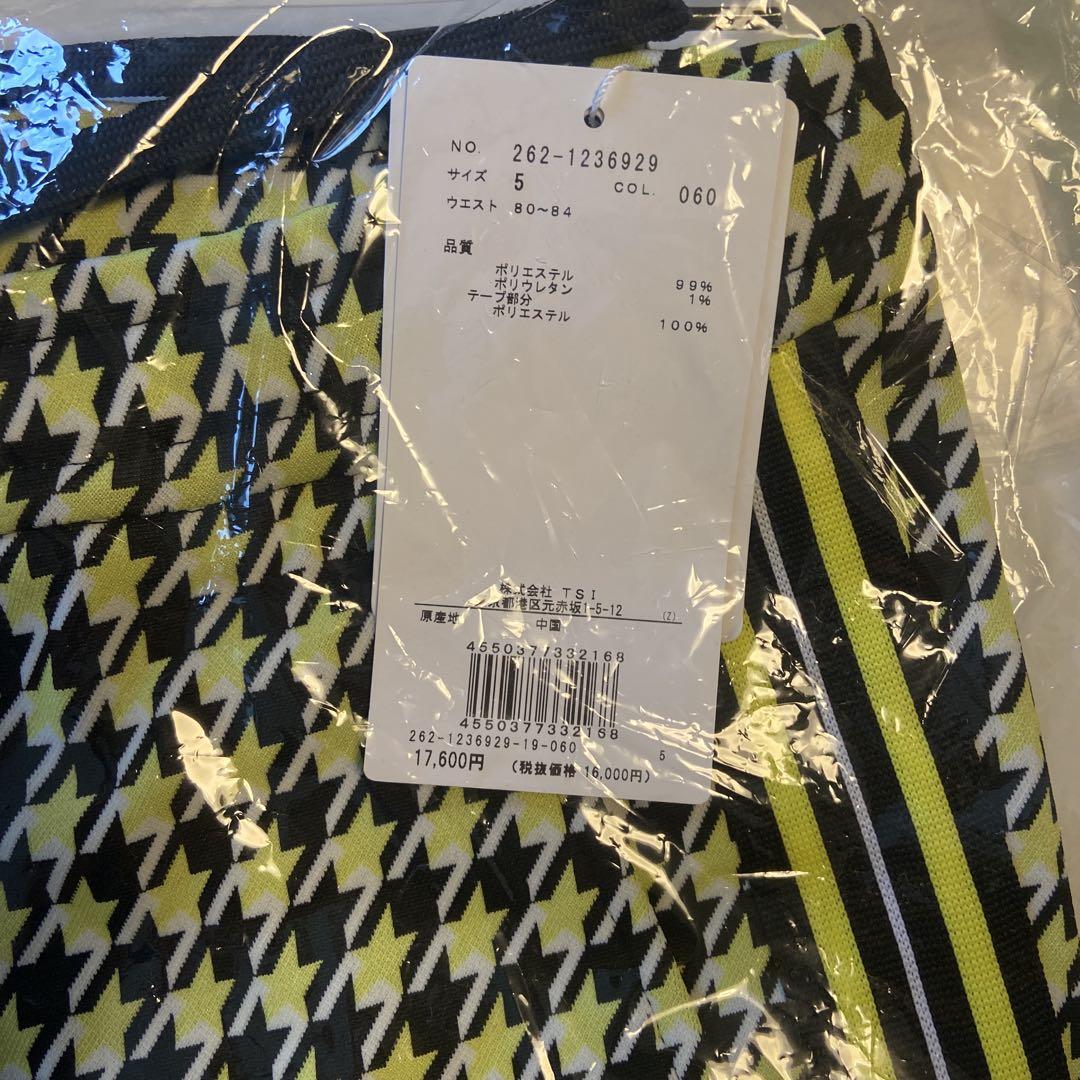 NO. 262-1236929
サイズ 5 COL. 060
ウエスト 80~84
品質
ポリエステル 99%
ポリウレタン 1%
テープ部分
ポリエステル 100%
株式会社 TSI
京都港区元赤坂1-5-12 (Z)
原産地 中国
4550377332168
4550377332168
262-1236929-19-060 5
17,600円 (税抜価格 16,000円)